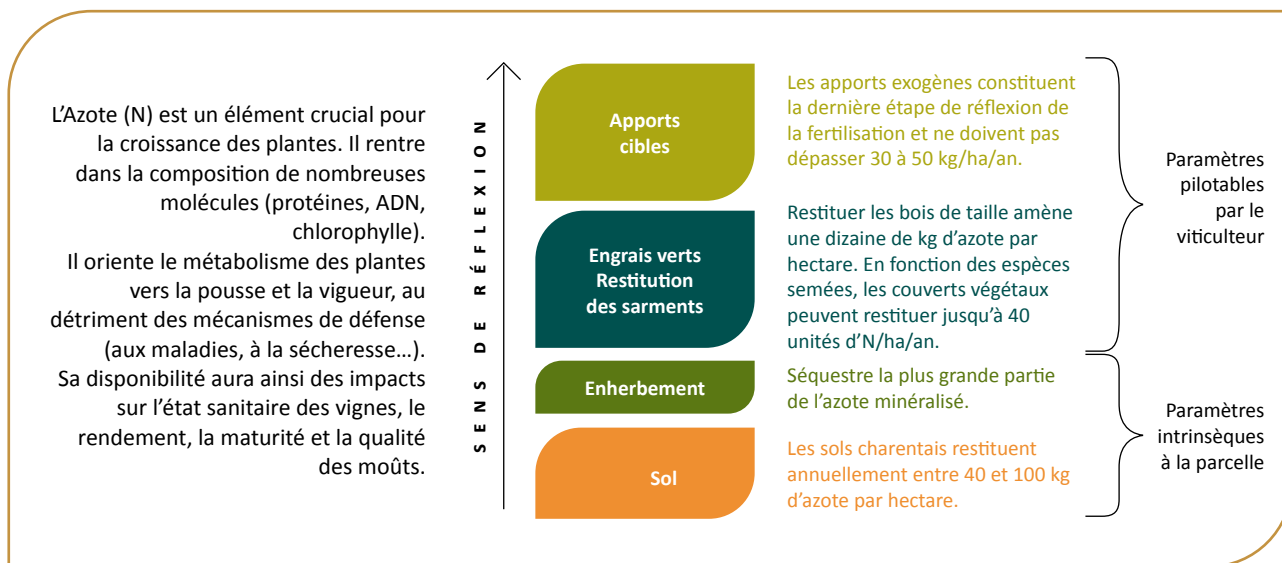 L’Azote (N) est un élément crucial pour
la croissance des plantes. Il rentre
dans la composition de nombreuses
molécules (protéines, ADN,
chlorophylle).
Il oriente le métabolisme des plantes
vers la pousse et la vigueur, au
détriment des mécanismes de défense
(aux maladies, à la sécheresse…).
Sa disponibilité aura ainsi des impacts
sur l’état sanitaire des vignes, le
rendement, la maturité et la qualité
des moûts.
SENS DE RÉFLEXION
Apports
cibles
Les apports exogènes constituent
la dernière étape de réflexion de
la fertilisation et ne doivent pas
dépasser 30 à 50 kg/ha/an.
Engrais verts
Restitution
des sarments
Restituer les bois de taille amène
une dizaine de kg d’azote par
hectare. En fonction des espèces
semées, les couverts végétaux
peuvent restituer jusqu’à 40
unités d’N/ha/an.
Paramètres
pilotables
par le
viticulteur
Enherbement
Séquestre la plus grande partie
de l’azote minéralisé.
Sol
Les sols charentais restituent
annuellement entre 40 et 100 kg
d’azote par hectare.
Paramètres
intrinsèques
à la parcelle